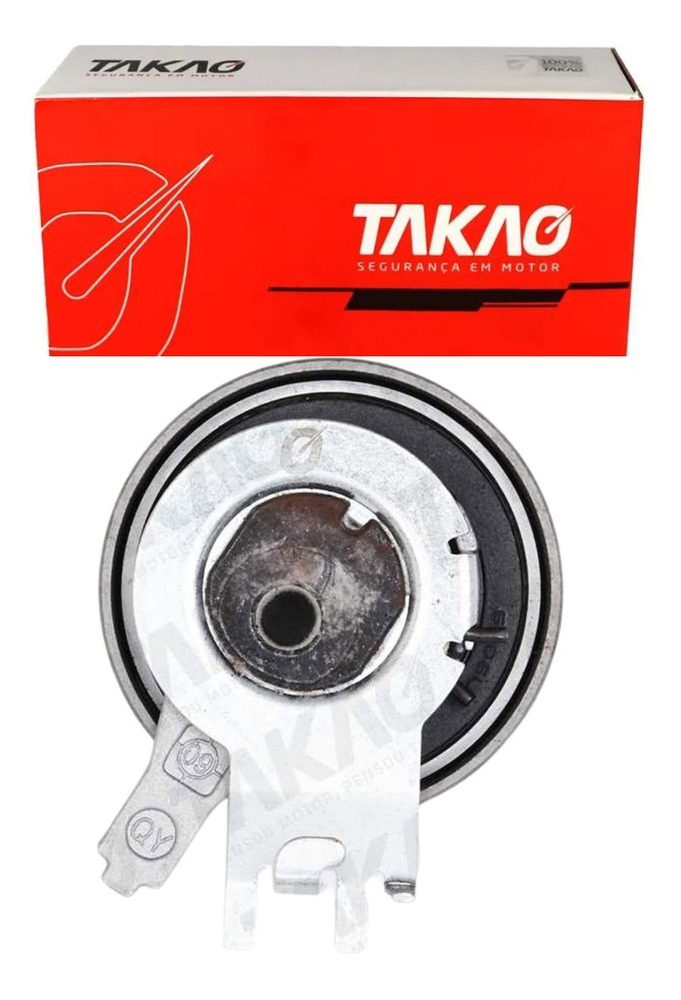 TAKAO
SEGURANÇA EM MOTOR
100%
TAKAO
TAKAO
SEGURANÇA EM MOTOR
TAKAO
60
QY
PENSOU MOTOR, PENSOU
TAKAO